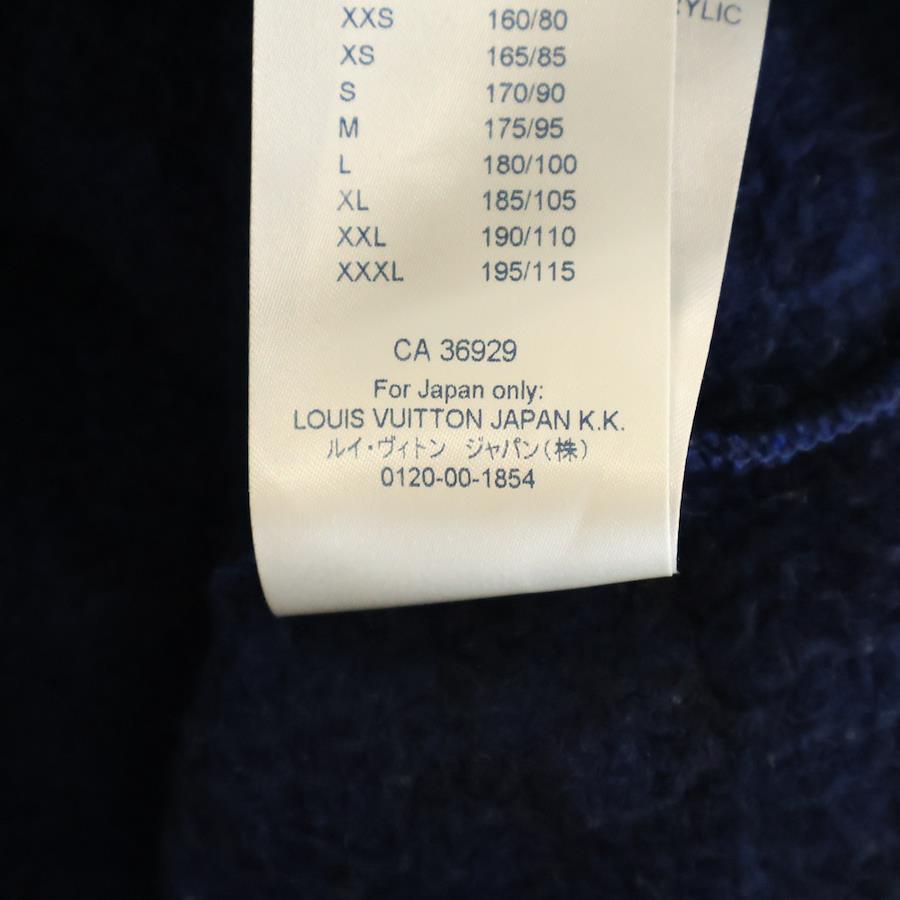 XXS 160/80
XS 165/85
S 170/90
M 175/95
L 180/100
XL 185/105
XXL 190/110
XXXL 195/115
CA 36929
For Japan only:
LOUIS VUITTON JAPAN K.K.
ルイ・ヴィトン ジャパン(株)
0120-00-1854